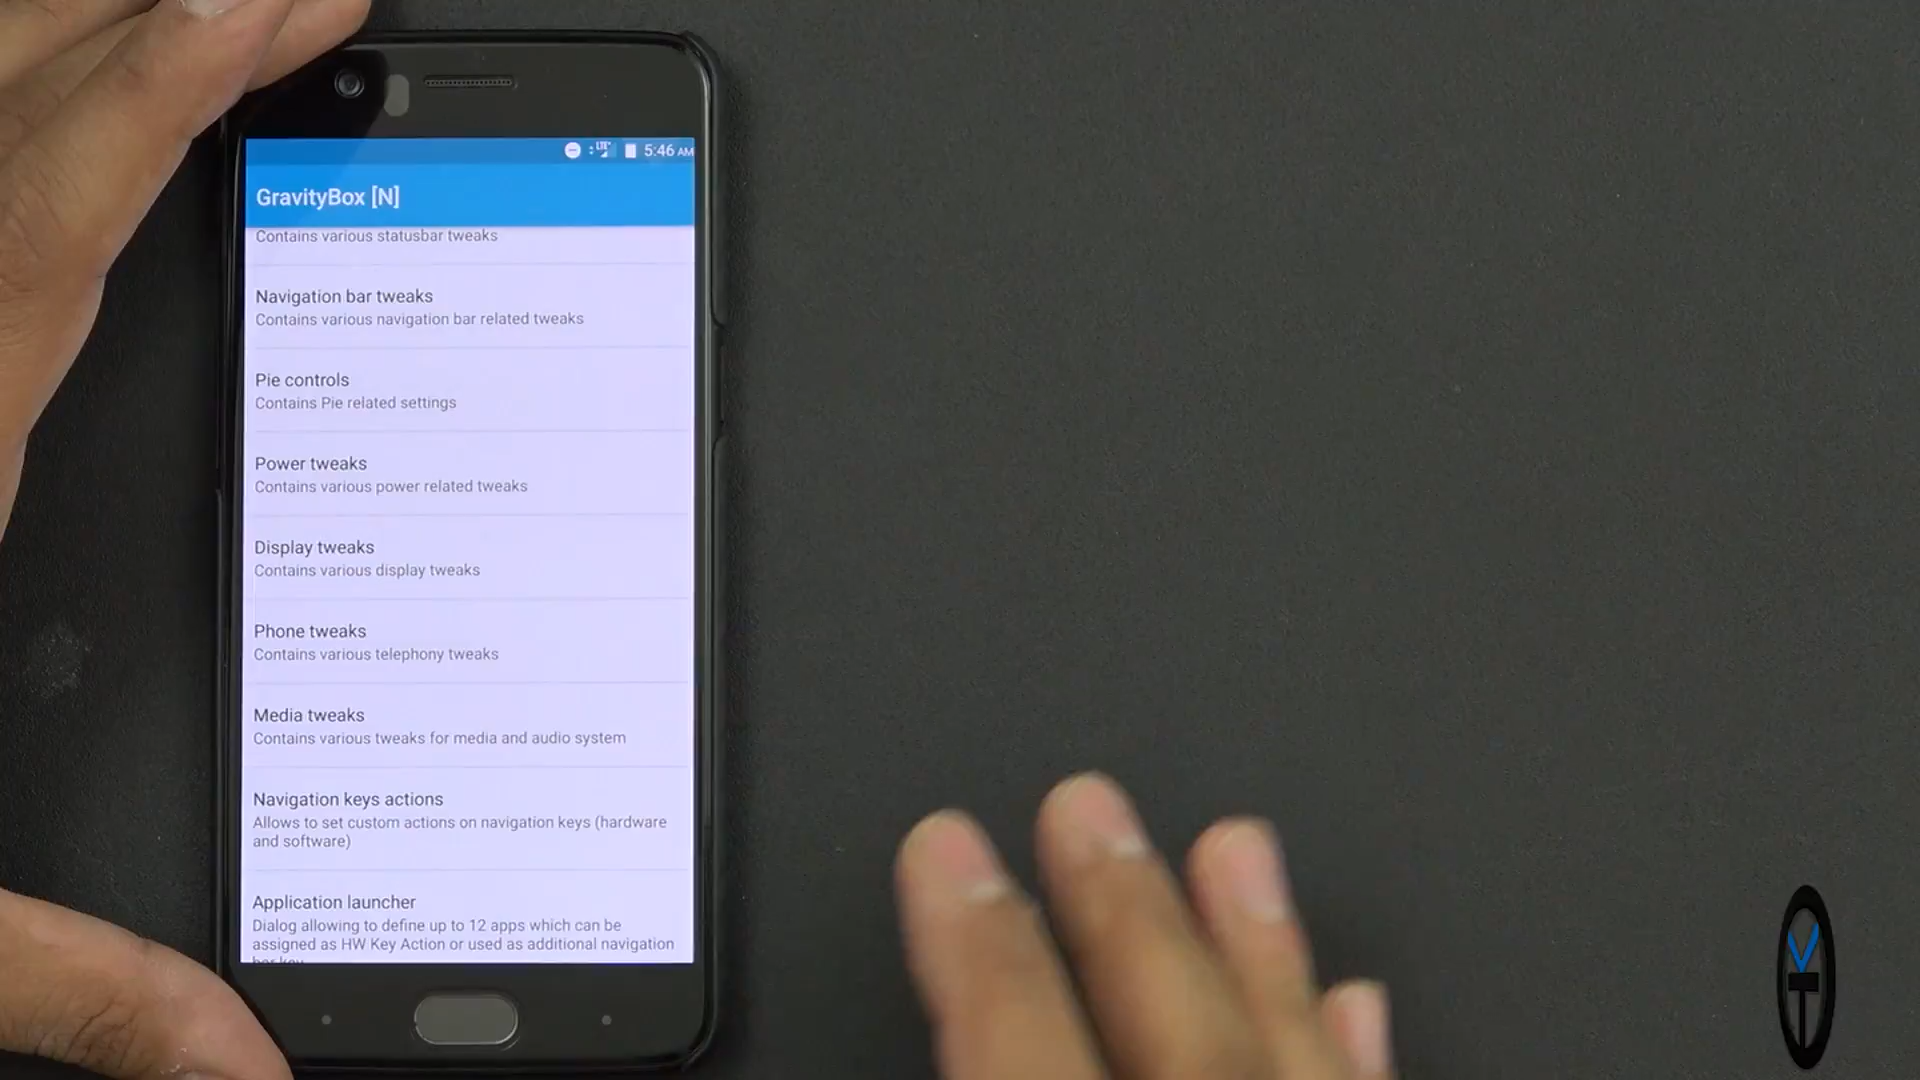 LTE+ 5:46 AM
GravityBox [N]
Contains various statusbar tweaks
Navigation bar tweaks
Contains various navigation bar related tweaks
Pie controls
Contains Pie related settings
Power tweaks
Contains various power related tweaks
Display tweaks
Contains various display tweaks
Phone tweaks
Contains various telephony tweaks
Media tweaks
Contains various tweaks for media and audio system
Navigation keys actions
Allows to set custom actions on navigation keys (hardware
and software)
Application launcher
Dialog allowing to define up to 12 apps which can be
assigned as HW Key Action or used as additional navigation
bar key
VT